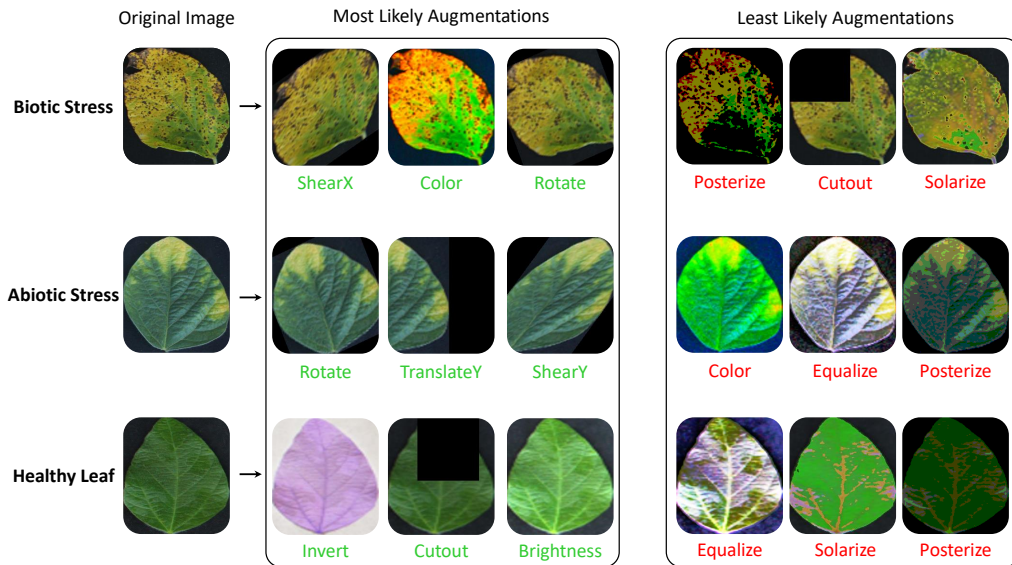 Original Image
Most Likely Augmentations
Least Likely Augmentations
Biotic Stress
ShearX
Color
Rotate
Posterize
Cutout
Solarize
Abiotic Stress
Rotate
TranslateY
ShearY
Color
Equalize
Posterize
Healthy Leaf
Invert
Cutout
Brightness
Equalize
Solarize
Posterize